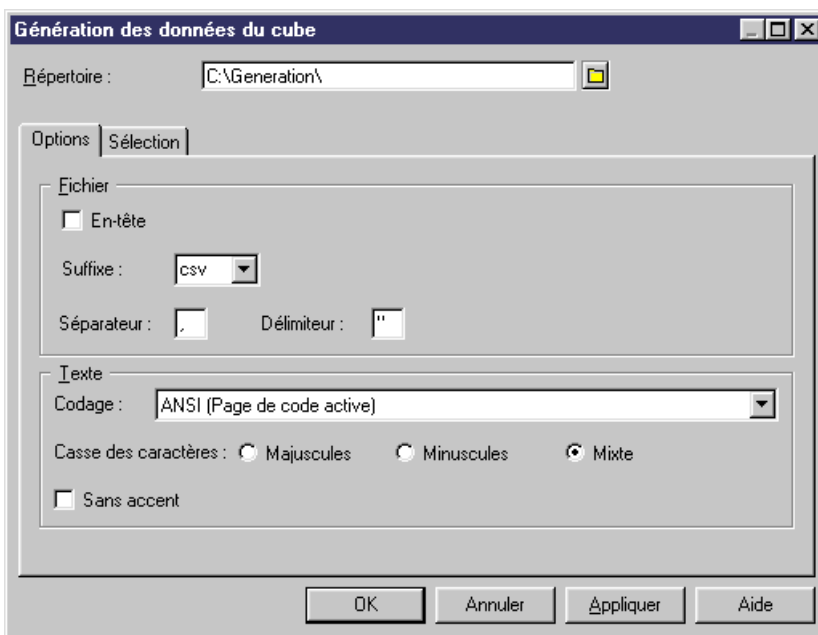 Génération des données du cube
Répertoire : C:\Generation\
Options Sélection
Fichier
En-tête
Suffixe : csv
Séparateur : , Délimiteur : "
Texte
Codage : ANSI (Page de code active)
Casse des caractères : Majuscules Minuscules Mixte
Sans accent
OK Annuler Appliquer Aide